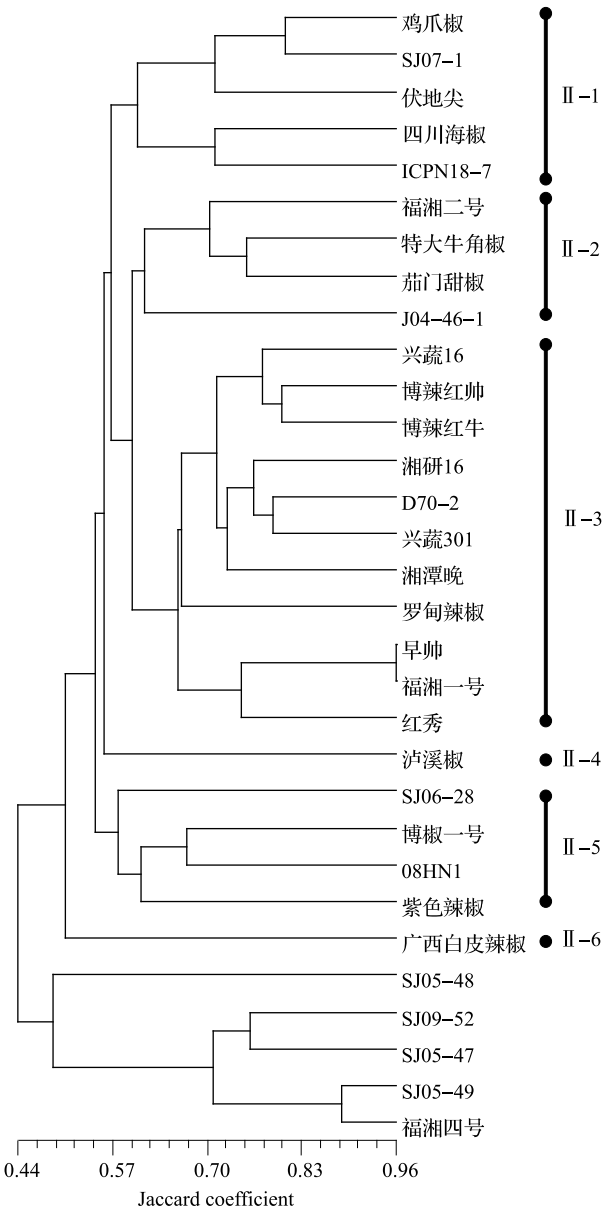 鸡爪椒
SJ07-1
伏地尖
四川海椒
ICPN18-7
Ⅱ-1
福湘二号
特大牛角椒
茄门甜椒
J04-46-1
Ⅱ-2
兴蔬16
博辣红帅
博辣红牛
湘研16
D70-2
兴蔬301
湘潭晚
罗甸辣椒
早帅
福湘一号
红秀
Ⅱ-3
泸溪椒
Ⅱ-4
SJ06-28
博椒一号
08HN1
紫色辣椒
Ⅱ-5
广西白皮辣椒
Ⅱ-6
SJ05-48
SJ09-52
SJ05-47
SJ05-49
福湘四号
0.44 0.57 0.70 0.83 0.96
Jaccard coefficient